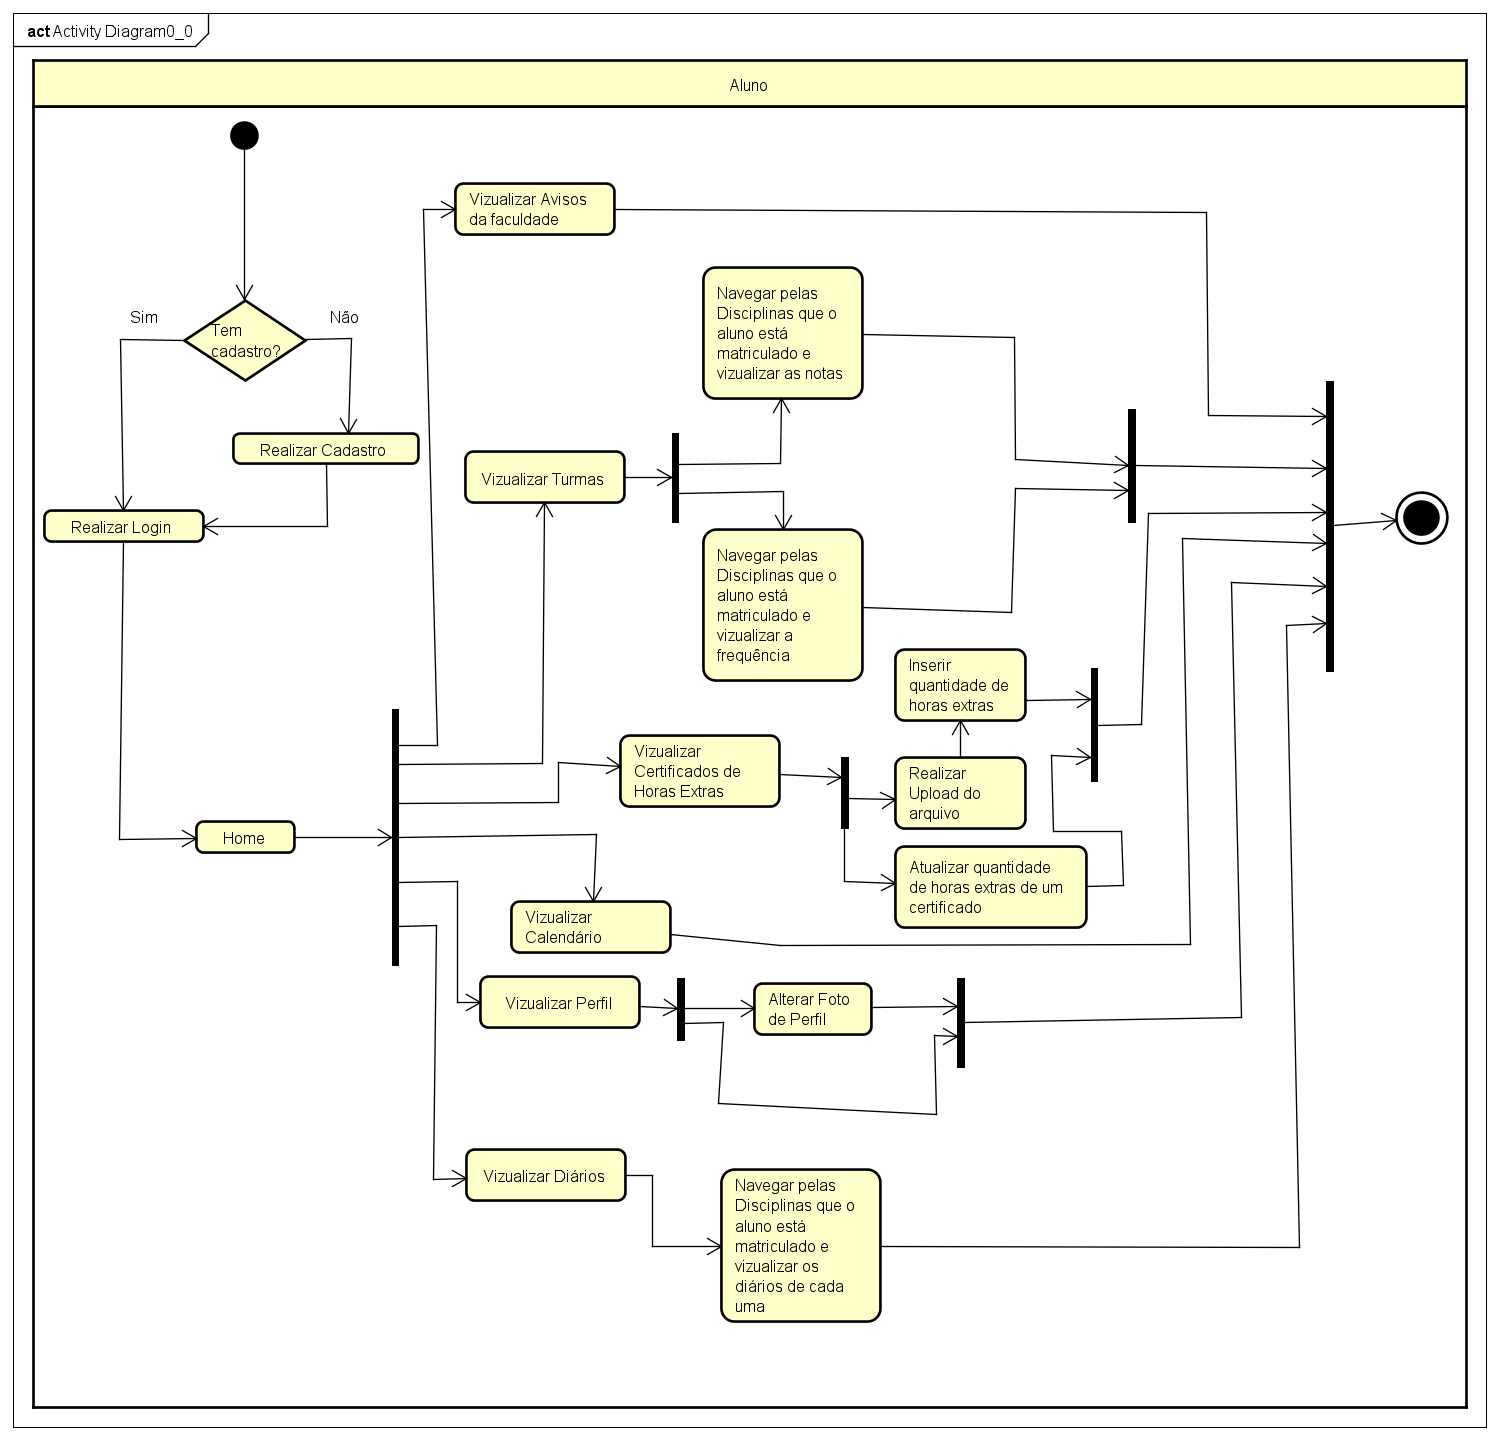 act Activity Diagram0_0
Aluno
Vizualizar Avisos
da faculdade
Navegar pelas
Disciplinas que o
aluno está
matriculado e
vizualizar as notas
Sim
Não
Tem
cadastro?
Realizar Cadastro
Vizualizar Turmas
Realizar Login
Navegar pelas
Disciplinas que o
aluno está
matriculado e
vizualizar a
frequência
Inserir
quantidade de
horas extras
Vizualizar
Certificados de
Horas Extras
Realizar
Upload do
arquivo
Home
Atualizar quantidade
de horas extras de um
certificado
Vizualizar
Calendário
Vizualizar Perfil
Alterar Foto
de Perfil
Vizualizar Diários
Navegar pelas
Disciplinas que o
aluno está
matriculado e
vizualizar os
diários de cada
uma